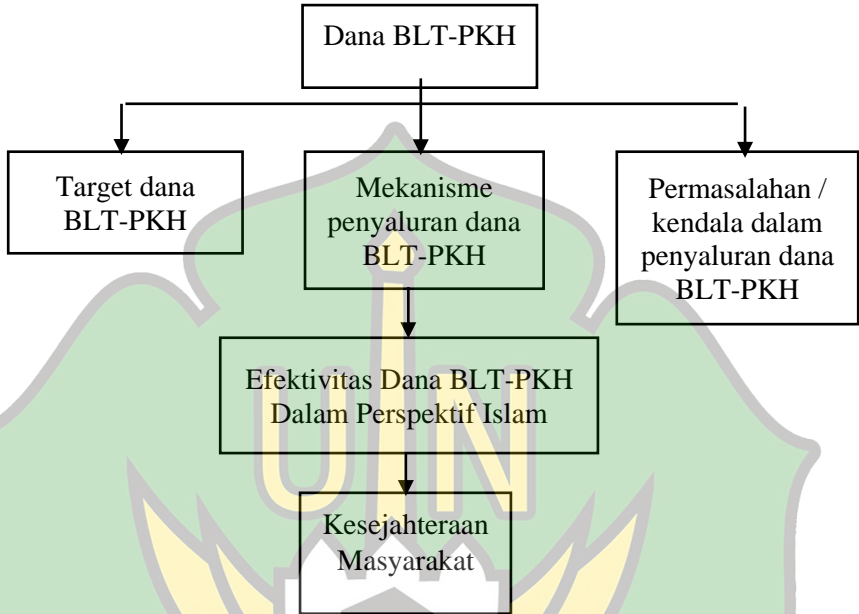 Dana BLT-PKH
Target dana
BLT-PKH
Mekanisme
penyaluran dana
BLT-PKH
Permasalahan /
kendala dalam
penyaluran dana
BLT-PKH
Efektivitas Dana BLT-PKH
Dalam Perspektif Islam
UIN
Kesejahteraan
Masyarakat